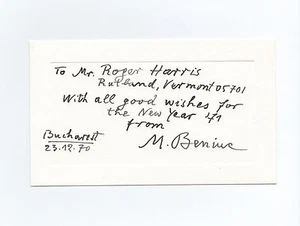 To Mr. Roger Harris
Rutland, Vermont 05701
With all good wishes for
the New Year 1971
from
M. Beniuc
Bucharest
23.12.70